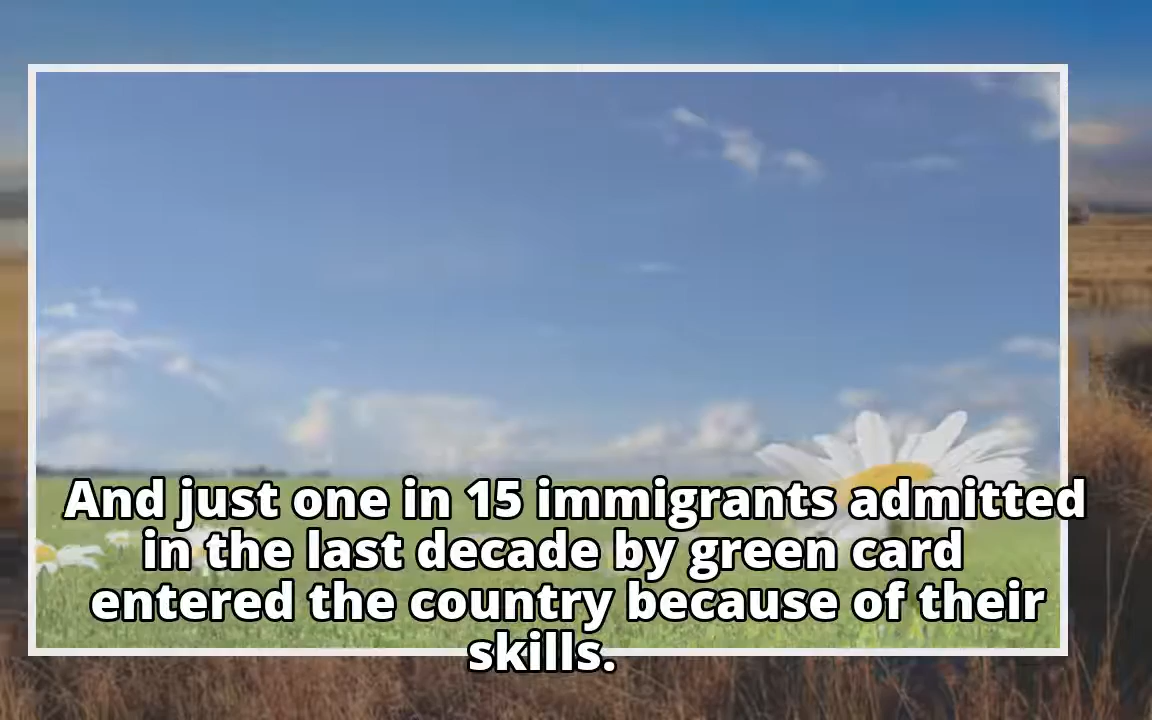 And just one in 15 immigrants admitted
in the last decade by green card
entered the country because of their
skills.